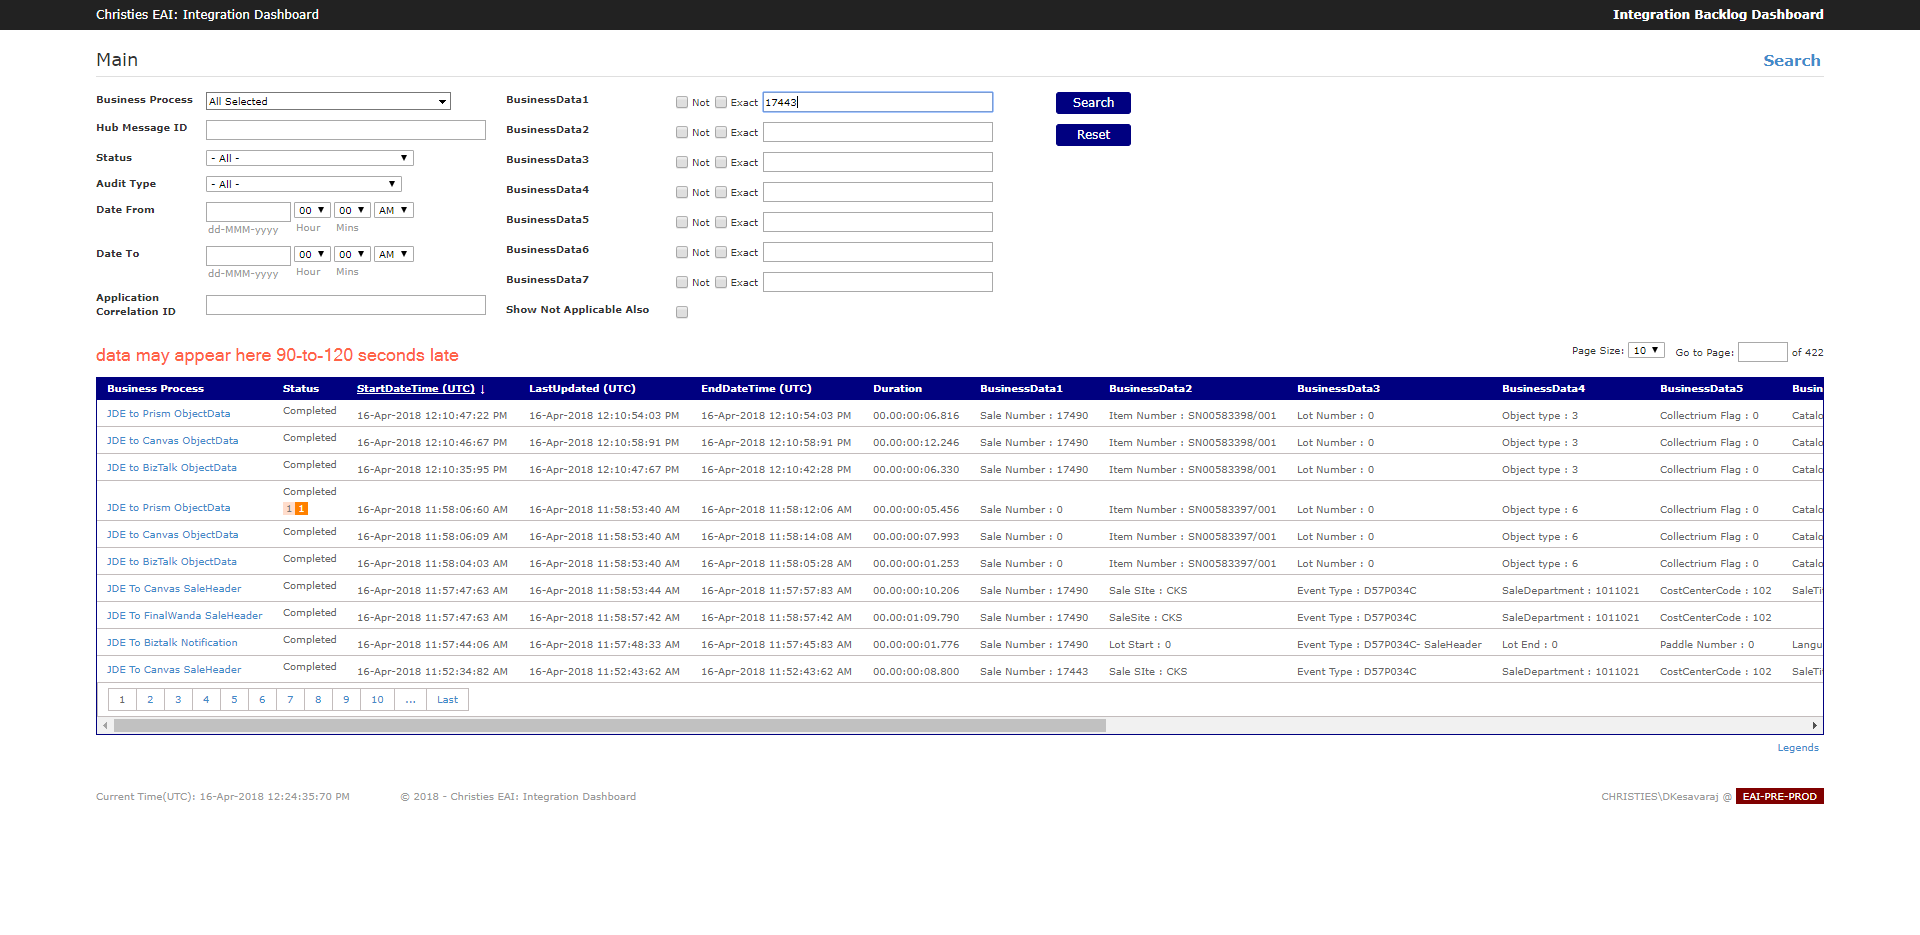 Christies EAI: Integration Dashboard Integration Backlog Dashboard
Main Search
Business Process All Selected BusinessData1 Not Exact 17443 Search
Hub Message ID BusinessData2 Not Exact Reset
Status - All - BusinessData3 Not Exact
Audit Type - All - BusinessData4 Not Exact
Date From 00 00 AM BusinessData5 Not Exact
dd-MMM-yyyy Hour Mins
Date To 00 00 AM BusinessData6 Not Exact
dd-MMM-yyyy Hour Mins BusinessData7 Not Exact
Application
Correlation ID Show Not Applicable Also
data may appear here 90-to-120 seconds late Page Size: 10 Go to Page: of 422
Business Process Status StartDateTime (UTC) ↓ LastUpdated (UTC) EndDateTime (UTC) Duration BusinessData1 BusinessData2 BusinessData3 BusinessData4 BusinessData5 Busin
JDE to Prism ObjectData Completed 16-Apr-2018 12:10:47:22 PM 16-Apr-2018 12:10:54:03 PM 16-Apr-2018 12:10:54:03 PM 00.00:00:06.816 Sale Number : 17490 Item Number : SN00583398/001 Lot Number : 0 Object type : 3 Collectrium Flag : 0 Catalo
JDE to Canvas ObjectData Completed 16-Apr-2018 12:10:46:67 PM 16-Apr-2018 12:10:58:91 PM 16-Apr-2018 12:10:58:91 PM 00.00:00:12.246 Sale Number : 17490 Item Number : SN00583398/001 Lot Number : 0 Object type : 3 Collectrium Flag : 0 Catalo
JDE to BizTalk ObjectData Completed 16-Apr-2018 12:10:35:95 PM 16-Apr-2018 12:10:47:67 PM 16-Apr-2018 12:10:42:28 PM 00.00:00:06.330 Sale Number : 17490 Item Number : SN00583398/001 Lot Number : 0 Object type : 3 Collectrium Flag : 0 Catalo
Completed
JDE to Prism ObjectData 1 1 16-Apr-2018 11:58:06:60 AM 16-Apr-2018 11:58:53:40 AM 16-Apr-2018 11:58:12:06 AM 00.00:00:05.456 Sale Number : 0 Item Number : SN00583397/001 Lot Number : 0 Object type : 6 Collectrium Flag : 0 Catalo
JDE to Canvas ObjectData Completed 16-Apr-2018 11:58:06:09 AM 16-Apr-2018 11:58:53:40 AM 16-Apr-2018 11:58:14:08 AM 00.00:00:07.993 Sale Number : 0 Item Number : SN00583397/001 Lot Number : 0 Object type : 6 Collectrium Flag : 0 Catalo
JDE to BizTalk ObjectData Completed 16-Apr-2018 11:58:04:03 AM 16-Apr-2018 11:58:53:40 AM 16-Apr-2018 11:58:05:28 AM 00.00:00:01.253 Sale Number : 0 Item Number : SN00583397/001 Lot Number : 0 Object type : 6 Collectrium Flag : 0 Catalo
JDE To Canvas SaleHeader Completed 16-Apr-2018 11:57:47:63 AM 16-Apr-2018 11:58:53:44 AM 16-Apr-2018 11:57:57:83 AM 00.00:00:10.206 Sale Number : 17490 Sale SIte : CKS Event Type : D57P034C SaleDepartment : 1011021 CostCenterCode : 102 SaleTi
JDE To FinalWanda SaleHeader Completed 16-Apr-2018 11:57:47:63 AM 16-Apr-2018 11:58:57:42 AM 16-Apr-2018 11:58:57:42 AM 00.00:01:09.790 Sale Number : 17490 SaleSite : CKS Event Type : D57P034C SaleDepartment : 1011021 CostCenterCode : 102
JDE To Biztalk Notification Completed 16-Apr-2018 11:57:44:06 AM 16-Apr-2018 11:57:48:33 AM 16-Apr-2018 11:57:45:83 AM 00.00:00:01.776 Sale Number : 17490 Lot Start : 0 Event Type : D57P034C- SaleHeader Lot End : 0 Paddle Number : 0 Langu
JDE To Canvas SaleHeader Completed 16-Apr-2018 11:52:34:82 AM 16-Apr-2018 11:52:43:62 AM 16-Apr-2018 11:52:43:62 AM 00.00:00:08.800 Sale Number : 17443 Sale SIte : CKS Event Type : D57P034C SaleDepartment : 1011021 CostCenterCode : 102 SaleTi
1 2 3 4 5 6 7 8 9 10 ... Last
Legends
Current Time(UTC): 16-Apr-2018 12:24:35:70 PM © 2018 - Christies EAI: Integration Dashboard CHRISTIES\DKesavaraj @ EAI-PRE-PROD